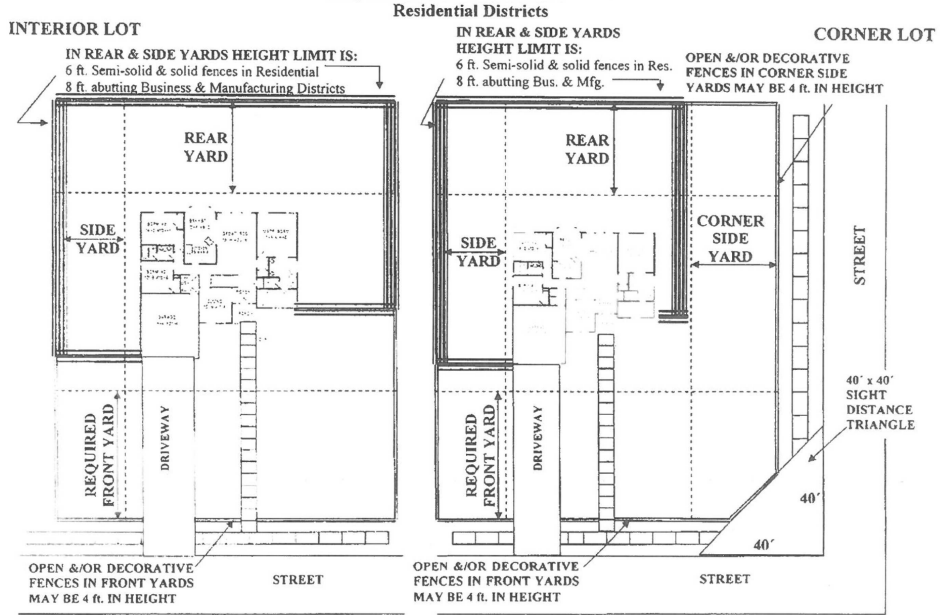 Residential Districts
INTERIOR LOT
IN REAR & SIDE YARDS HEIGHT LIMIT IS:
6 ft. Semi-solid & solid fences in Residential
8 ft. abutting Business & Manufacturing Districts
REAR
YARD
SIDE
YARD
REQUIRED
FRONT YARD
DRIVEWAY
OPEN &/OR DECORATIVE
FENCES IN FRONT YARDS
MAY BE 4 ft. IN HEIGHT
STREET
CORNER LOT
IN REAR & SIDE YARDS
HEIGHT LIMIT IS:
6 ft. Semi-solid & solid fences in Res.
8 ft. abutting Bus. & Mfg.
OPEN &/OR DECORATIVE
FENCES IN CORNER SIDE
YARDS MAY BE 4 ft. IN HEIGHT
REAR
YARD
SIDE
YARD
CORNER
SIDE
YARD
STREET
40´ x 40´
SIGHT
DISTANCE
TRIANGLE
REQUIRED
FRONT YARD
DRIVEWAY
40´
40´
OPEN &/OR DECORATIVE
FENCES IN FRONT YARDS
MAY BE 4 ft. IN HEIGHT
STREET